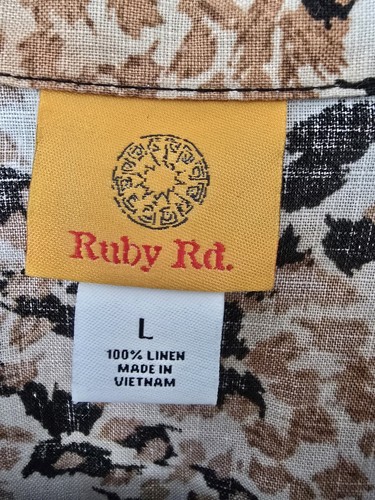 Ruby Rd.
L
100% LINEN
MADE IN
VIETNAM